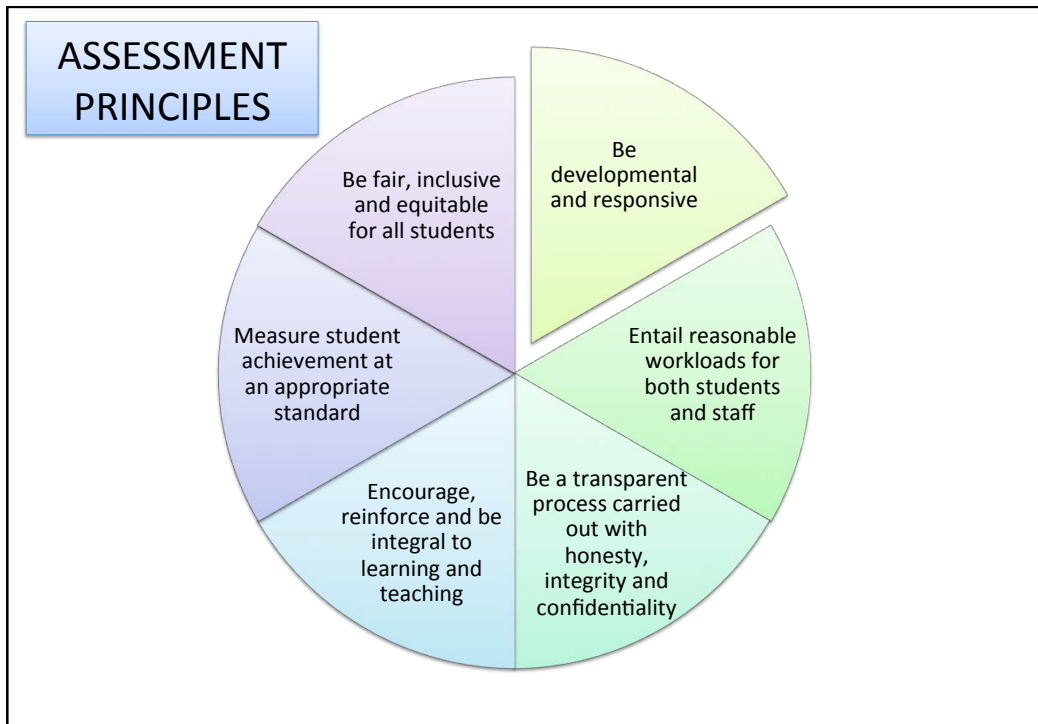 ASSESSMENT
PRINCIPLES
Be
developmental
and responsive
Entail reasonable
workloads for
both students
and staff
Be a transparent
process carried
out with
honesty,
integrity and
confidentiality
Encourage,
reinforce and be
integral to
learning and
teaching
Measure student
achievement at
an appropriate
standard
Be fair, inclusive
and equitable
for all students